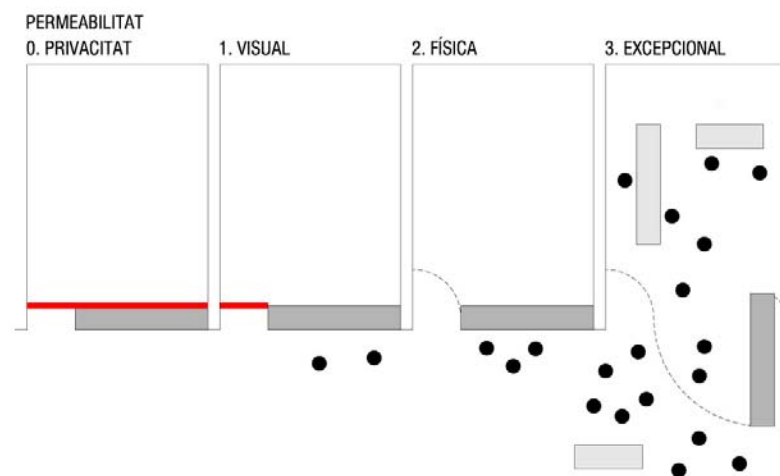 PERMEABILITAT
0. PRIVACITAT
1. VISUAL
2. FÍSICA
3. EXCEPCIONAL